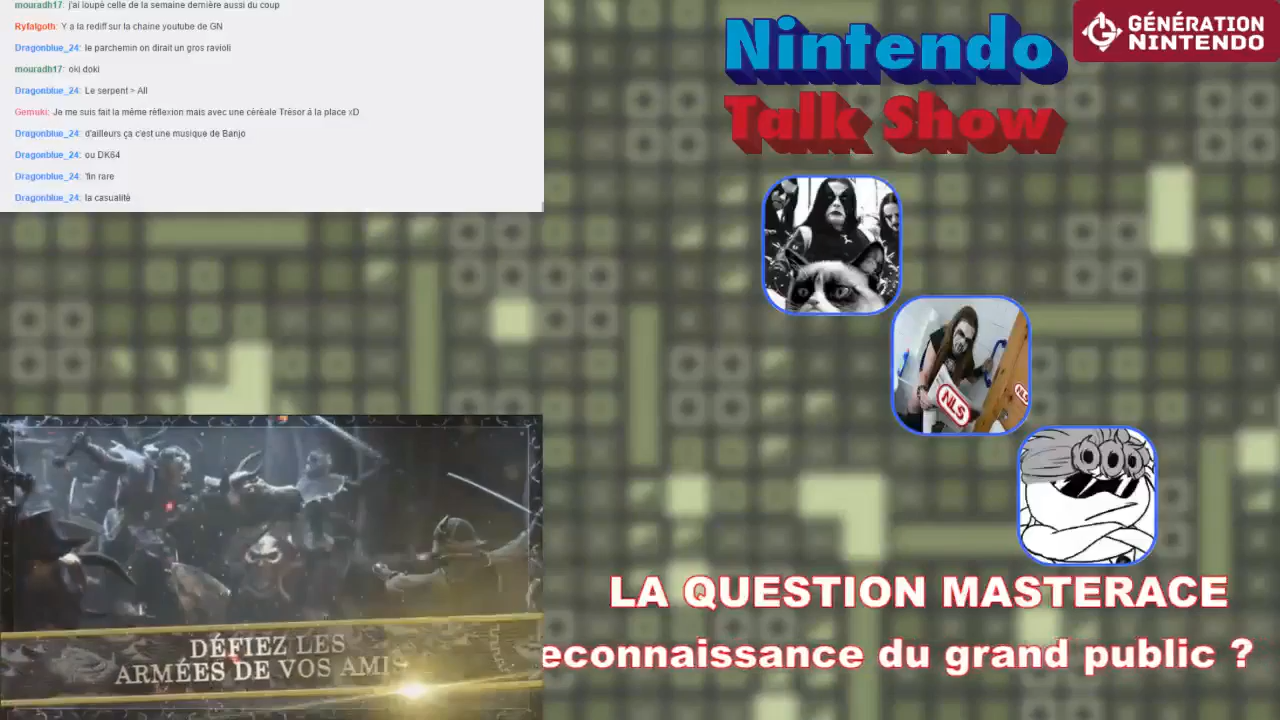 mouradh17: j'ai loupé celle de la semaine dernière aussi du coup
Ryfalgoth: Y a la rediff sur la chaine youtube de GN
Dragonblue_24: le parchemin on dirait un gros ravioli
mouradh17: oki doki
Dragonblue_24: Le serpent > All
Gemuki: Je me suis fait la même réflexion mais avec une céréale Trésor à la place xD
Dragonblue_24: d'ailleurs ça c'est une musique de Banjo
Dragonblue_24: ou DK64
Dragonblue_24: 'fin rare
Dragonblue_24: la casualité
Nintendo
Talk Show
GÉNÉRATION
NINTENDO
NLS
NLS
LA QUESTION MASTERACE
econnaissance du grand public ?
DÉFIEZ LES
ARMÉES DE VOS AMIS